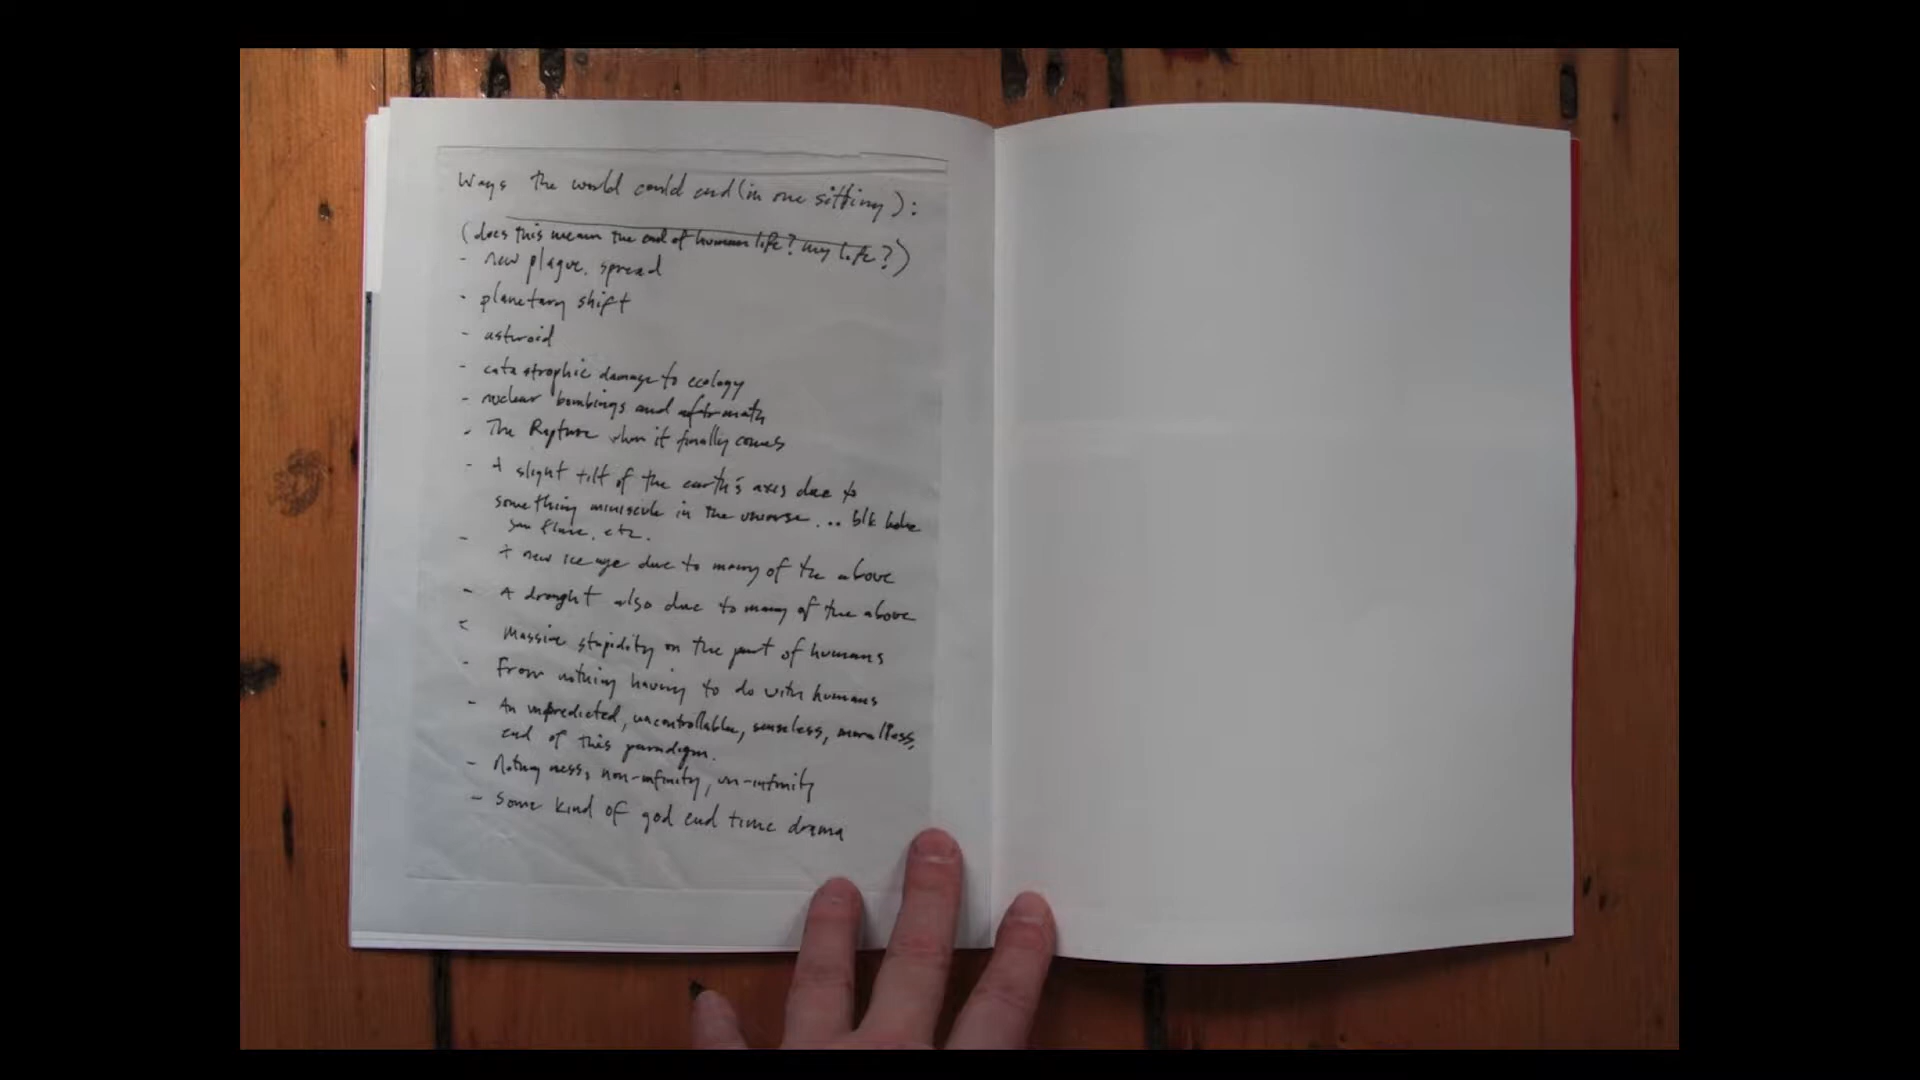 Ways the world could end (in one sitting):
(does this mean the end of human life? my life?)
- new plague, spread
- planetary shift
- asteroid
- catastrophic damage to ecology
- nuclear bombings and aftermath
- The Rapture when it finally comes
- A slight tilt of the earth's axis due to
something miniscule in the universe... blk hole
sun flare, etc.
- A new ice age due to many of the above
- A drought also due to many of the above
- Massive stupidity on the part of humans
- From nothing having to do with humans
- An unpredicted, uncontrollable, senseless, moralless,
end of this paradigm.
- Nothingness, non-infinity, un-infinity
- Some kind of god end time drama